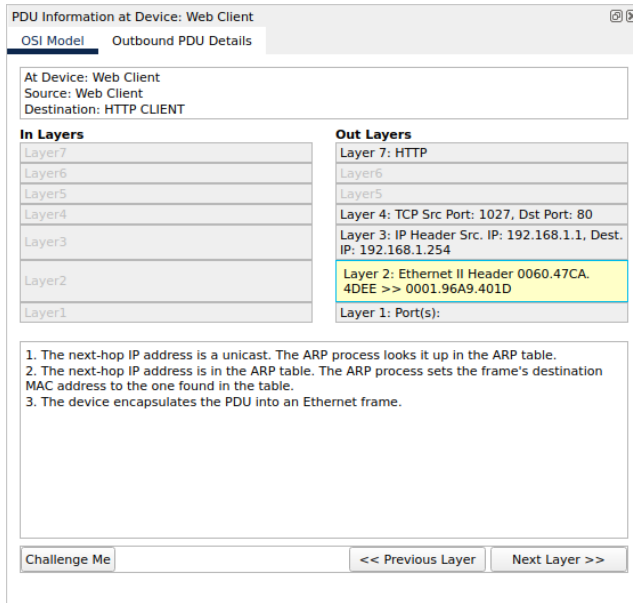 PDU Information at Device: Web Client
OSI Model
Outbound PDU Details
At Device: Web Client
Source: Web Client
Destination: HTTP CLIENT
In Layers
Layer7
Layer6
Layer5
Layer4
Layer3
Layer2
Layer1
Out Layers
Layer 7: HTTP
Layer6
Layer5
Layer 4: TCP Src Port: 1027, Dst Port: 80
Layer 3: IP Header Src. IP: 192.168.1.1, Dest.
IP: 192.168.1.254
Layer 2: Ethernet II Header 0060.47CA.
4DEE >> 0001.96A9.401D
Layer 1: Port(s):
1. The next-hop IP address is a unicast. The ARP process looks it up in the ARP table.
2. The next-hop IP address is in the ARP table. The ARP process sets the frame's destination
MAC address to the one found in the table.
3. The device encapsulates the PDU into an Ethernet frame.
Challenge Me
<< Previous Layer
Next Layer >>